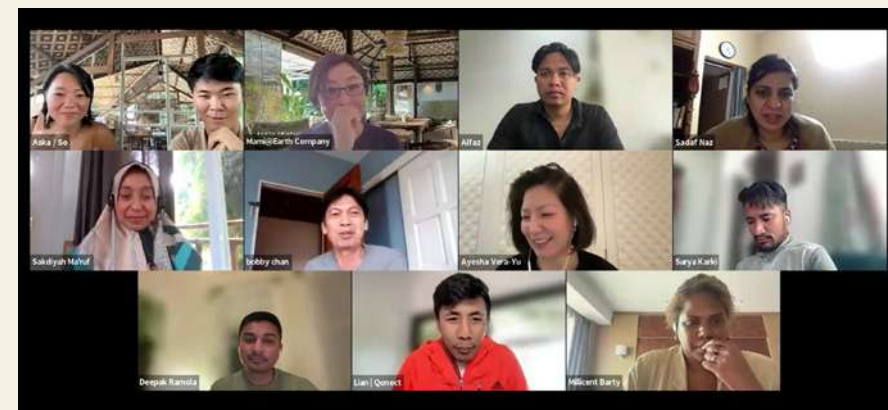 Aska / So
Mami@Earth Company
Alfaz
Sadaf Naz
Sakdiyah Ma'ruf
bobby chan
Ayesha Vera-Yu
Surya Karki
Deepak Ramola
Lian | Qonect
Millicent Barty